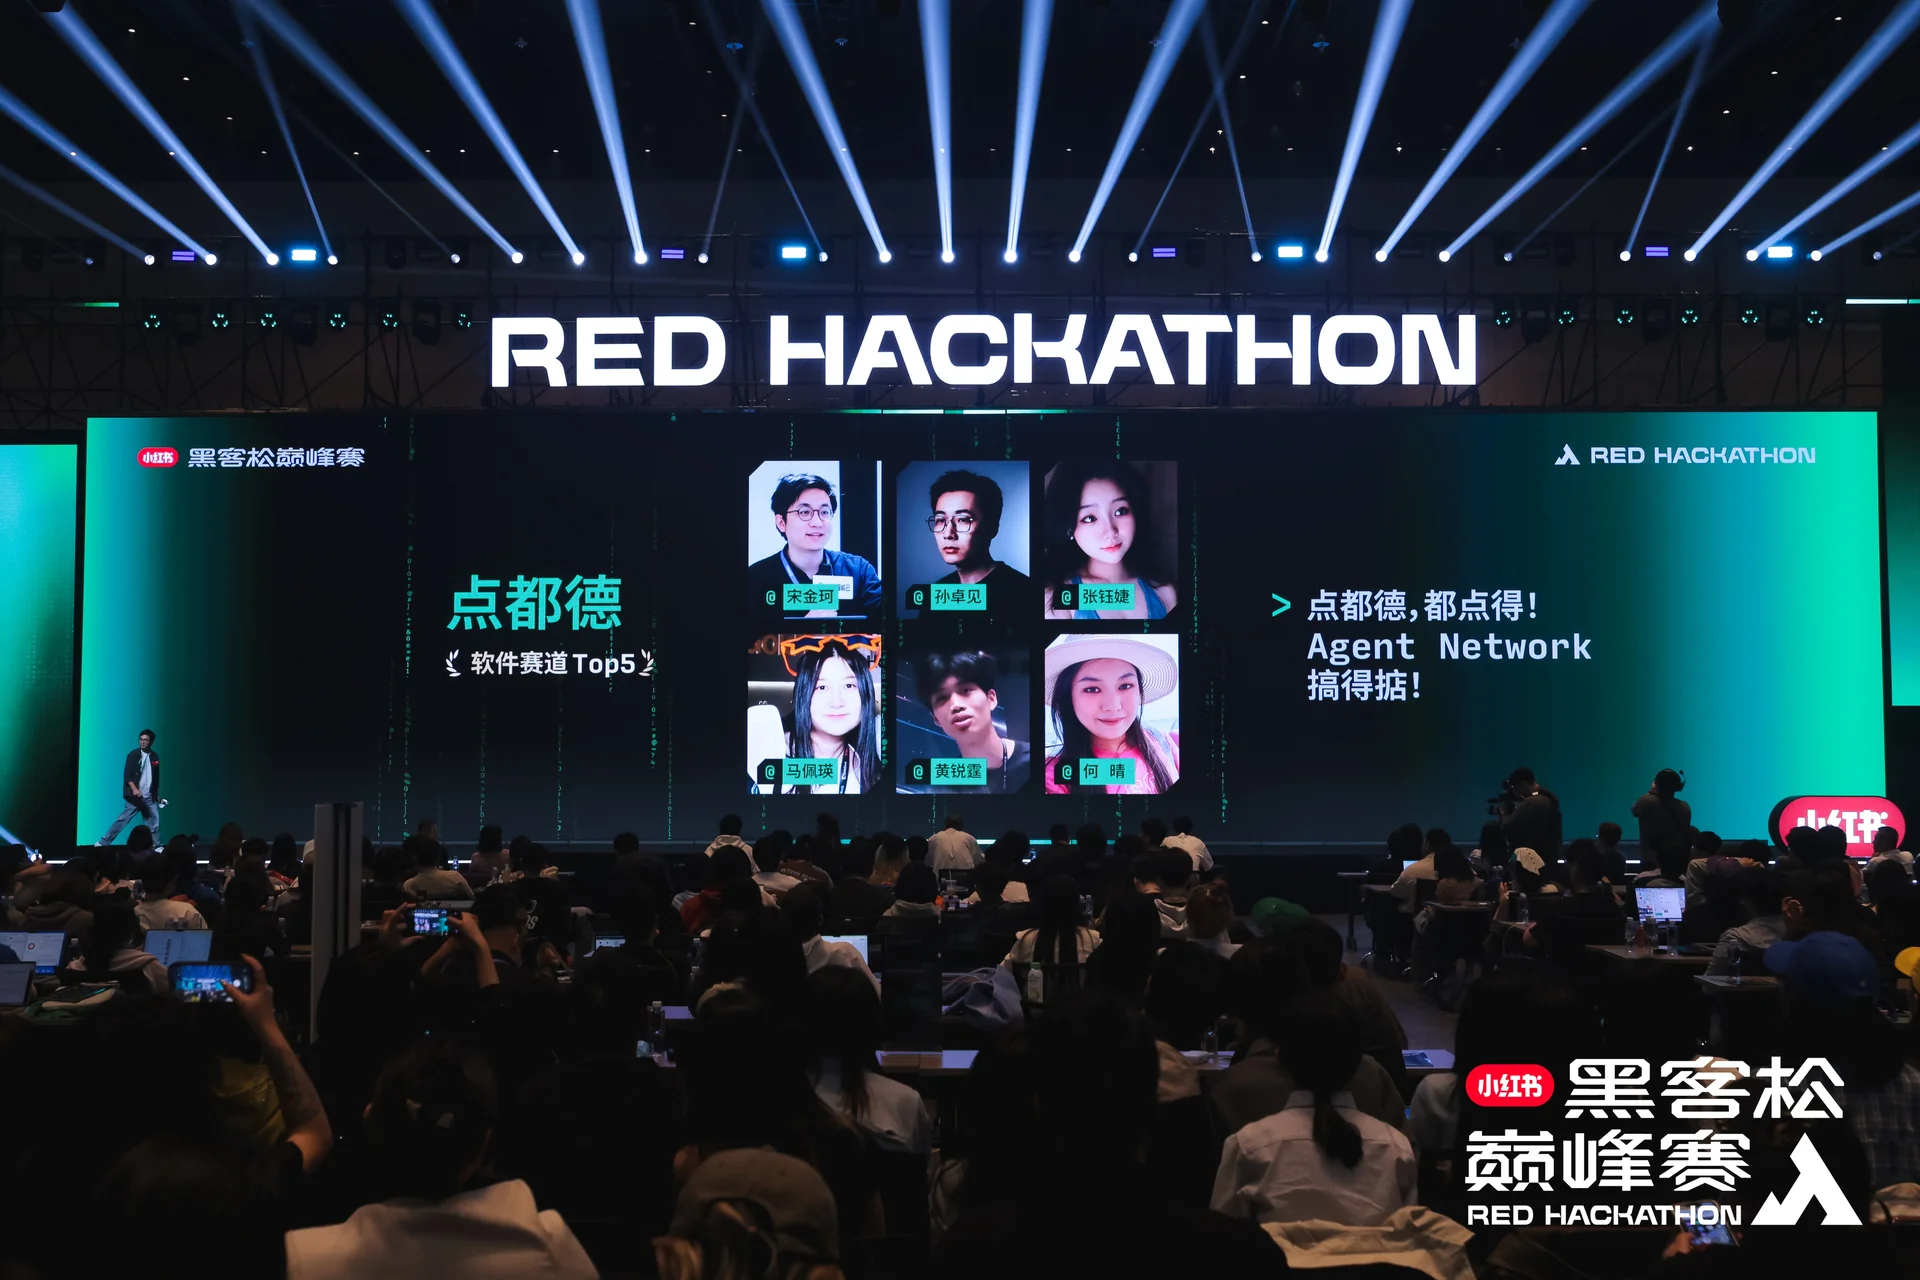 RED HACKATHON
小红书 黑客松巅峰赛
RED HACKATHON
点都德
软件赛道Top5
@ 宋金珂
@ 孙卓见
@ 张钰婕
@ 马佩瑛
@ 黄锐霆
@ 何 晴
> 点都德,都点得!
Agent Network
搞得掂!
小红书
小红书 黑客松
巅峰赛
RED HACKATHON